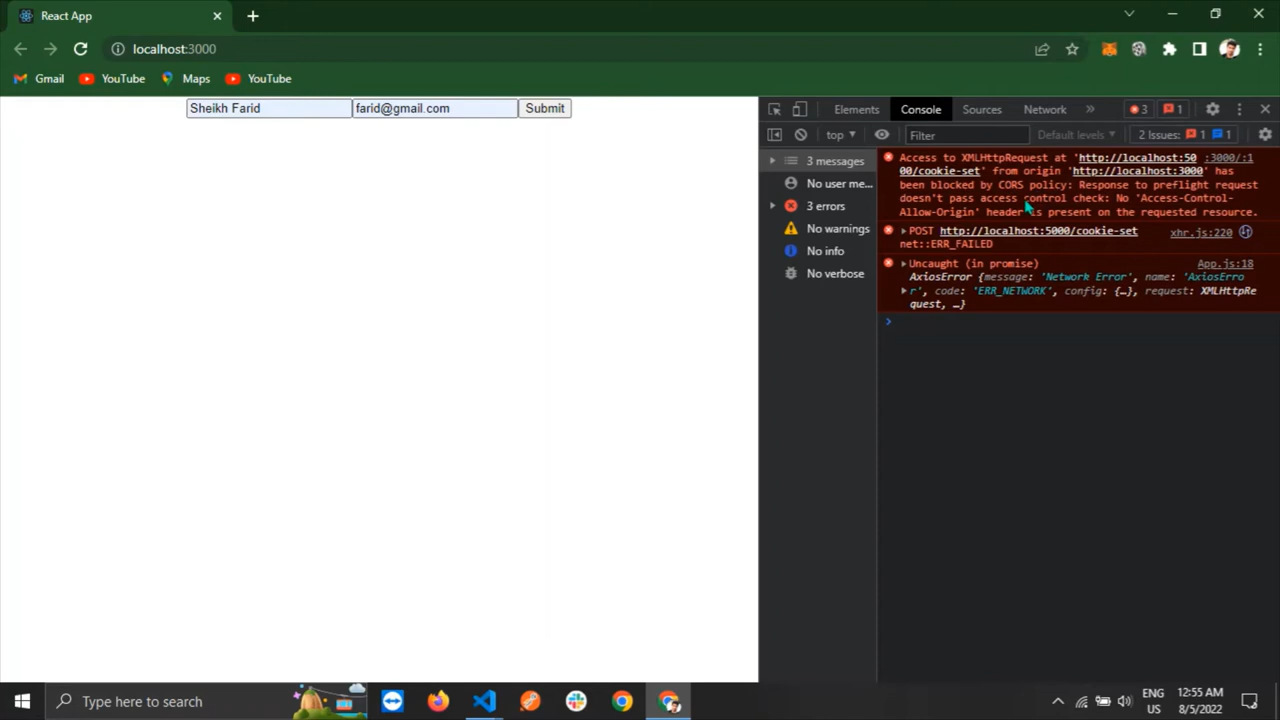 React App
localhost:3000
Gmail YouTube Maps YouTube
Sheikh Farid farid@gmail.com Submit
Elements Console Sources Network » 3 1
top Filter Default levels 2 Issues: 1 1
3 messages
No user me...
3 errors
No warnings
No info
No verbose
Access to XMLHttpRequest at 'http://localhost:50 :3000/:1
00/cookie-set' from origin 'http://localhost:3000' has
been blocked by CORS policy: Response to preflight request
doesn't pass access control check: No 'Access-Control-
Allow-Origin' header is present on the requested resource.
POST http://localhost:5000/cookie-set xhr.js:220
net::ERR_FAILED
Uncaught (in promise) App.js:18
AxiosError {message: 'Network Error', name: 'AxiosErro
r', code: 'ERR_NETWORK', config: {…}, request: XMLHttpRe
quest, …}
Type here to search
ENG
US
12:55 AM
8/5/2022